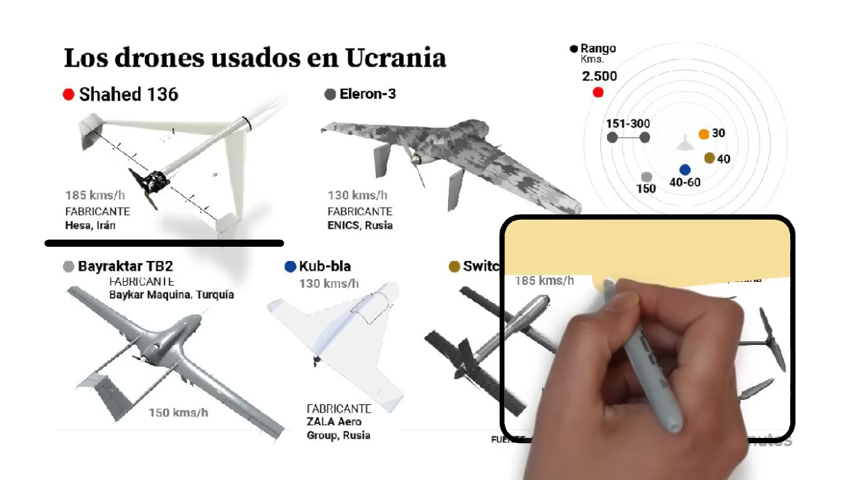 Los drones usados en Ucrania
Rango
Kms.
2.500
Shahed 136
Eleron-3
151-300
30
40
150
40-60
185 kms/h
FABRICANTE
Hesa, Irán
130 kms/h
FABRICANTE
ENICS, Rusia
Bayraktar TB2
FABRICANTE
Baykar Maquina, Turquía
150 kms/h
Kub-bla
130 kms/h
FABRICANTE
ZALA Aero
Group, Rusia
185 kms/h